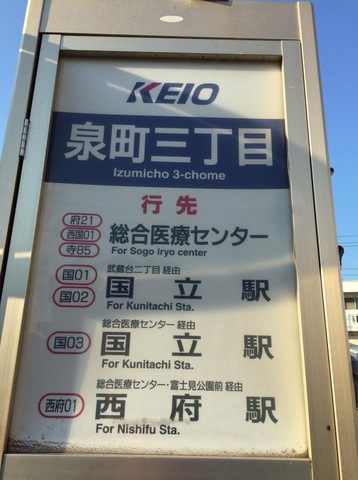 KEIO
泉町三丁目
Izumicho 3-chome
行先
府21
西国01
寺85
総合医療センター
For Sogo iryo center
国01
国02
武蔵台二丁目 経由
国立駅
For Kunitachi Sta.
総合医療センター 経由
国03
国立駅
For Kunitachi Sta.
総合医療センター・富士見公園前 経由
西府01
西府駅
For Nishifu Sta.